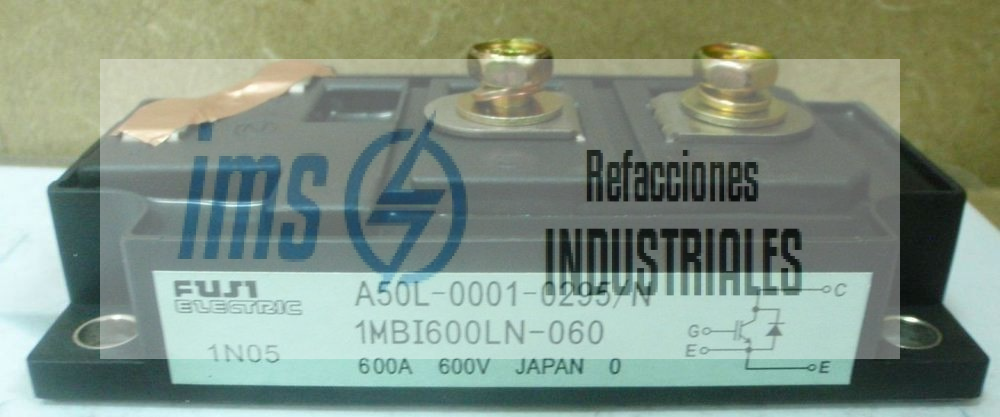 ims
Refacciones
INDUSTRIALES
FUJI
ELECTRIC
1N05
A50L-0001-0295/N
1MBI600LN-060
600A 600V JAPAN 0
C
G
E
E